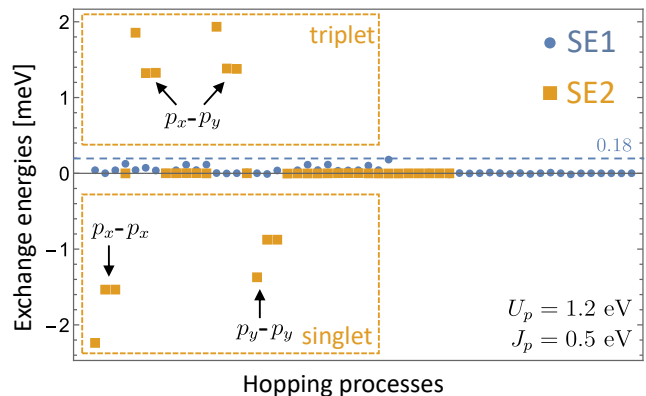 Exchange energies [meV]
2
1
0
−1
−2
triplet
SE1
SE2
p_x-p_y
0.18
p_x-p_x
p_y-p_y
singlet
U_p = 1.2 eV
J_p = 0.5 eV
Hopping processes